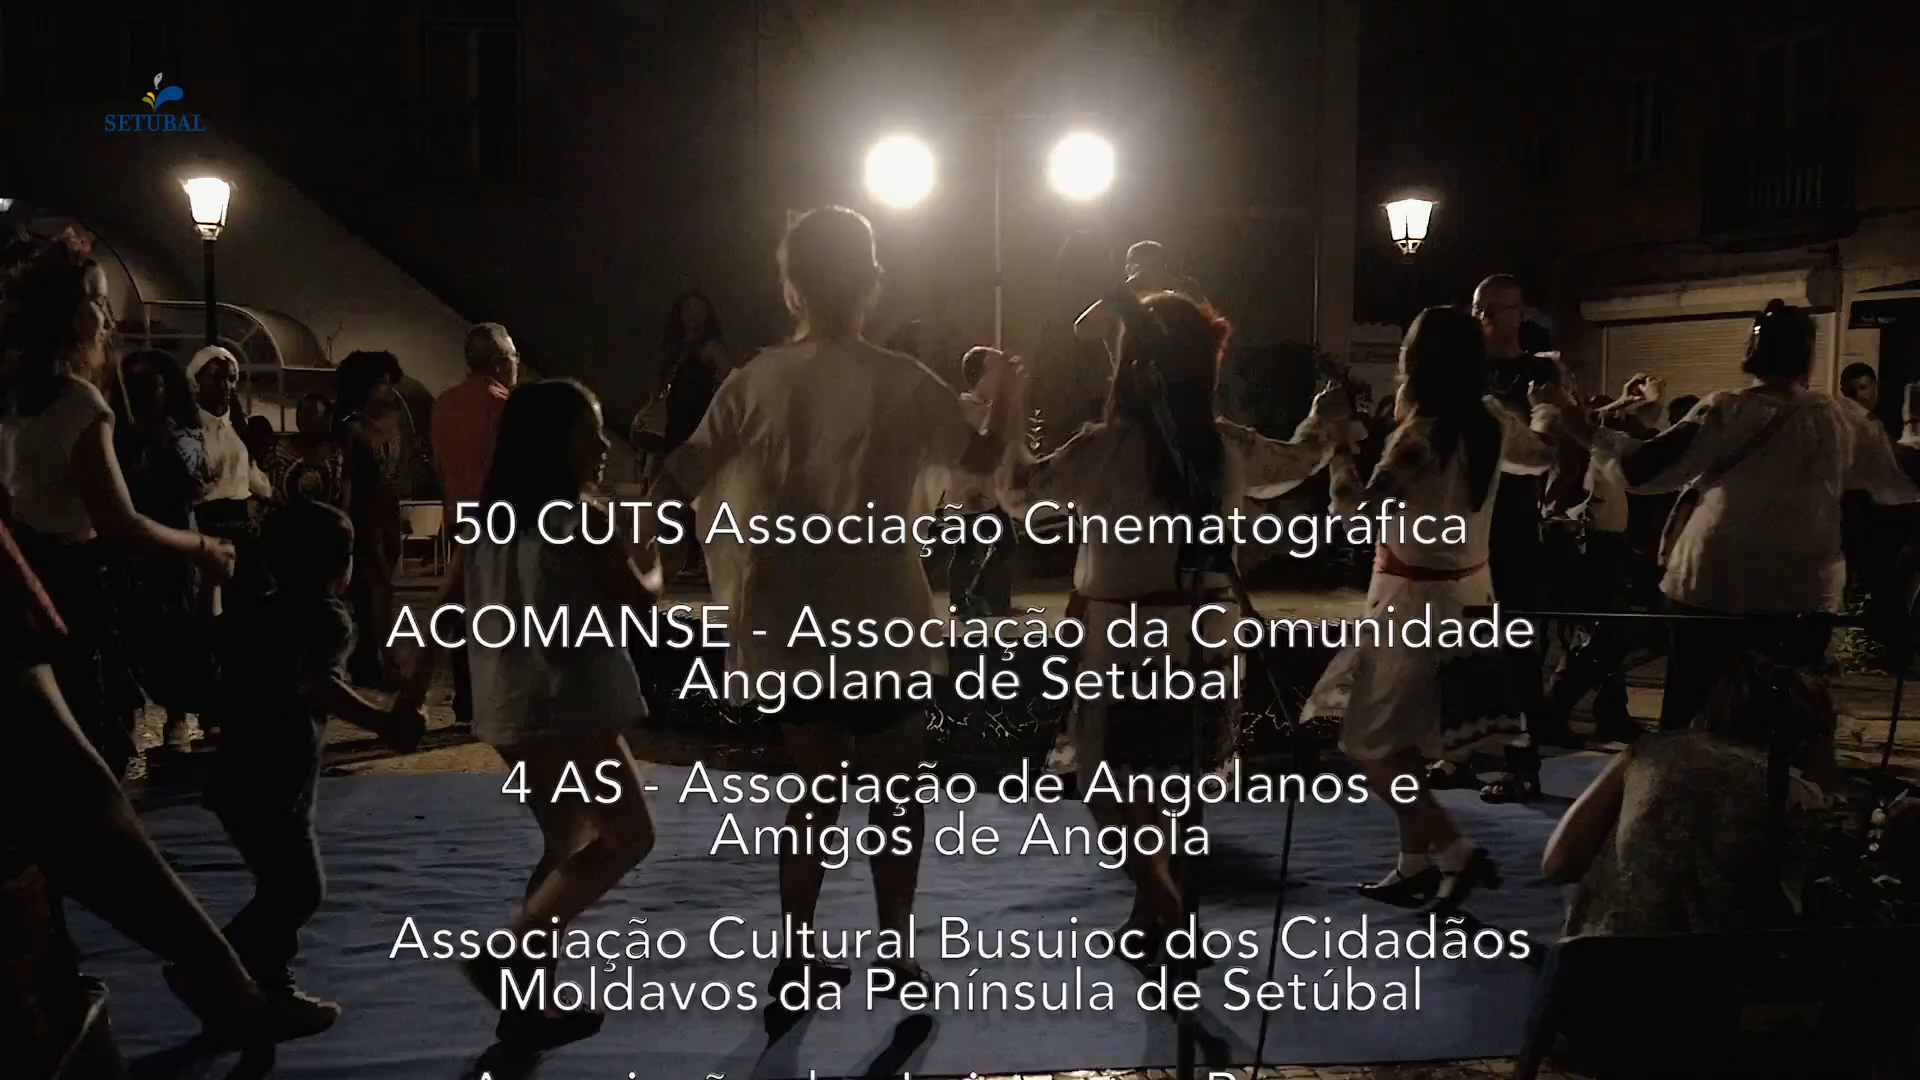 SETÚBAL
50 CUTS Associação Cinematográfica
ACOMANSE - Associação da Comunidade
Angolana de Setúbal
4 AS - Associação de Angolanos e
Amigos de Angola
Associação Cultural Busuioc dos Cidadãos
Moldavos da Península de Setúbal